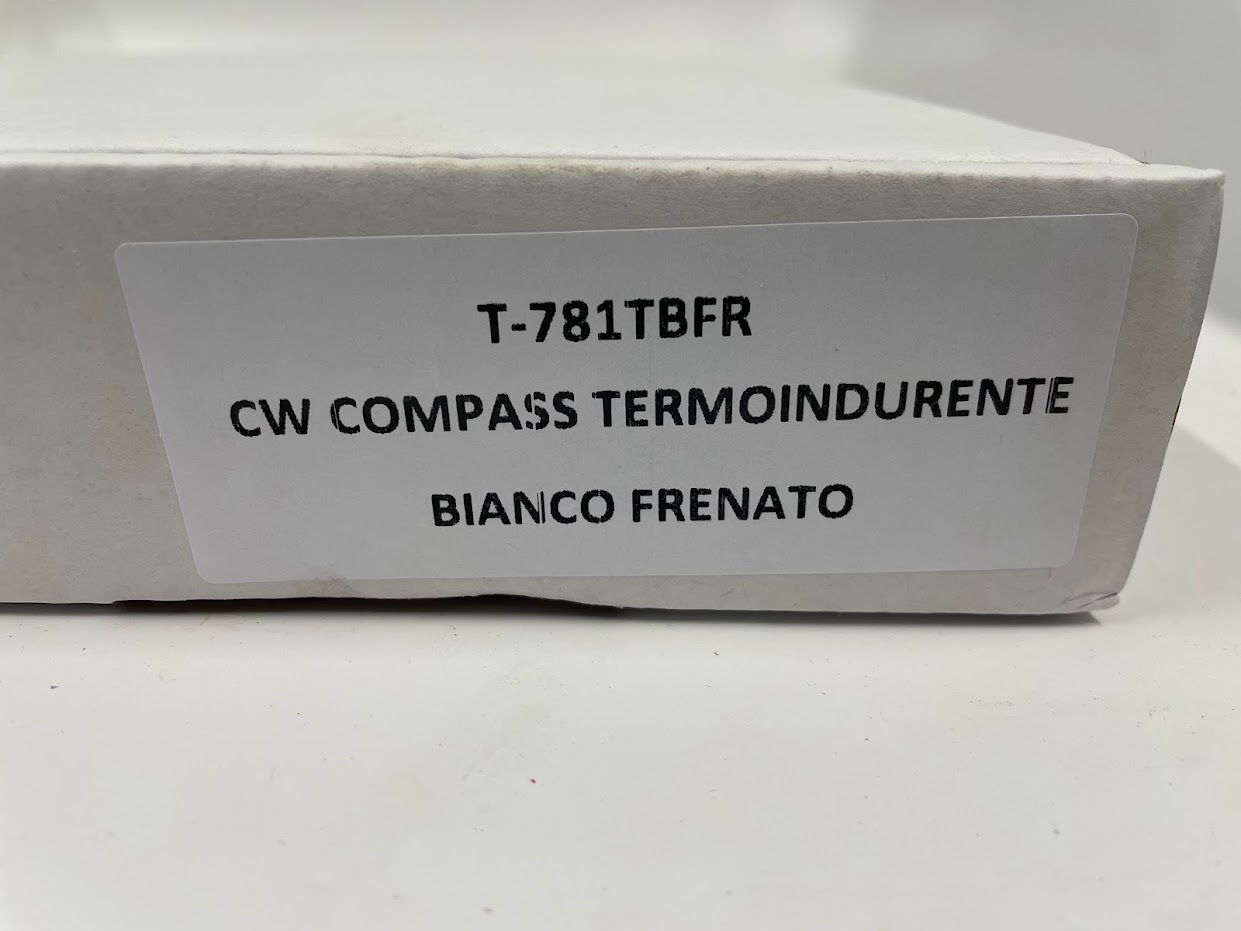 T-781TBFR
CW COMPASS TERMOINDURENTE
BIANCO FRENATO